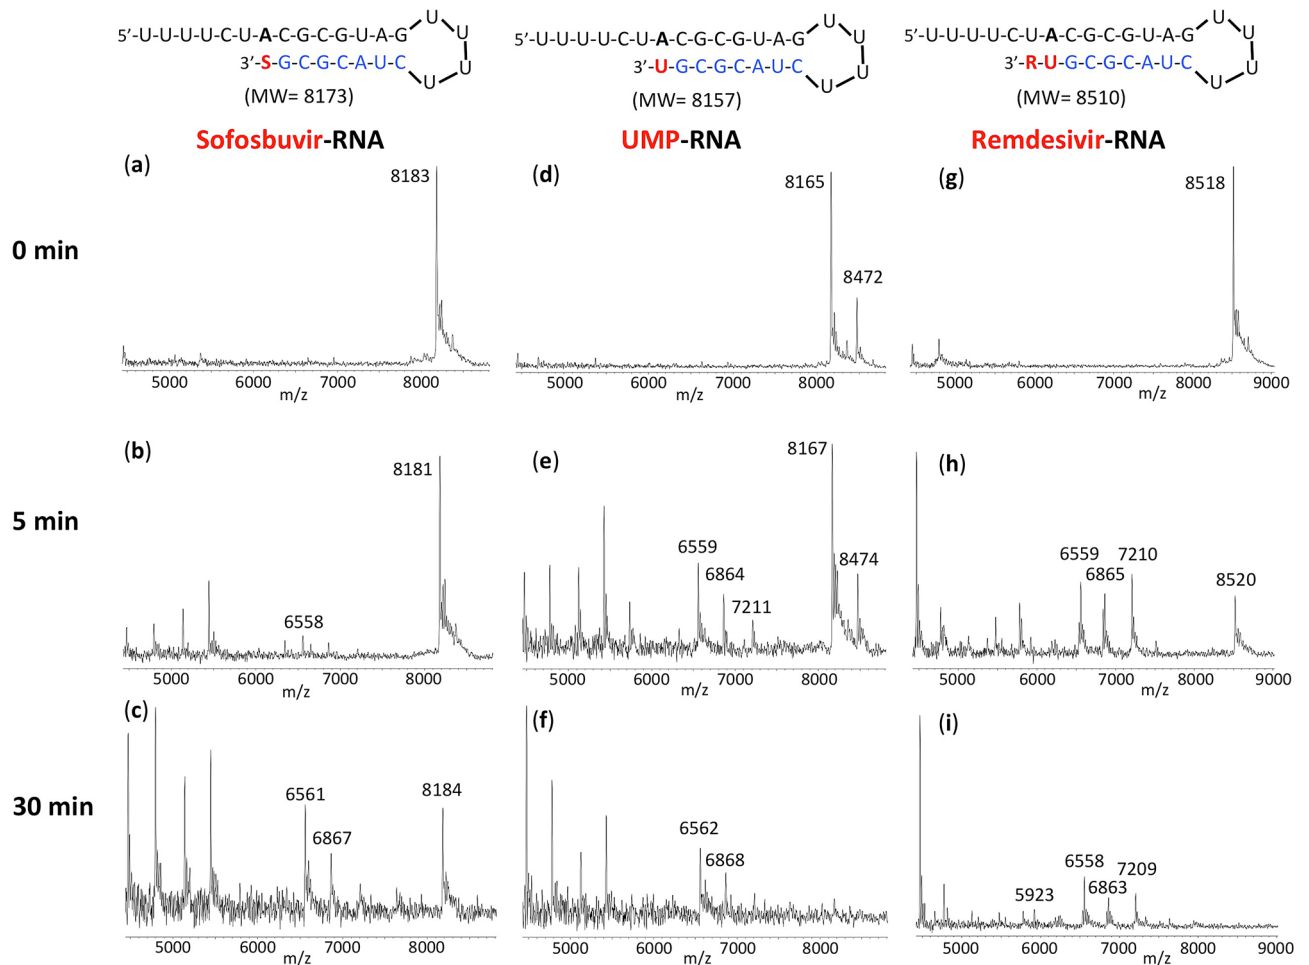 5’-U-U-U-U-C-U-A-C-G-C-G-U-A-G U U U U
3’-S-G-C-G-C-A-U-C
(MW= 8173)
5’-U-U-U-U-C-U-A-C-G-C-G-U-A-G U U U U
3’-U-G-C-G-C-A-U-C
(MW= 8157)
5’-U-U-U-U-C-U-A-C-G-C-G-U-A-G U U U U
3’-R-U-G-C-G-C-A-U-C
(MW= 8510)
Sofosbuvir-RNA
UMP-RNA
Remdesivir-RNA
0 min
(a)
8183
5000 6000 7000 8000
m/z
(d)
8165
8472
5000 6000 7000 8000
m/z
(g)
8518
5000 6000 7000 8000 9000
m/z
5 min
(b)
8181
6558
5000 6000 7000 8000
m/z
(e)
8167
6559
6864
7211
8474
5000 6000 7000 8000
m/z
(h)
6559
7210
6865
8520
5000 6000 7000 8000 9000
m/z
30 min
(c)
6561
8184
6867
5000 6000 7000 8000
m/z
(f)
6562
6868
5000 6000 7000 8000
m/z
(i)
6558
7209
6863
5923
5000 6000 7000 8000 9000
m/z